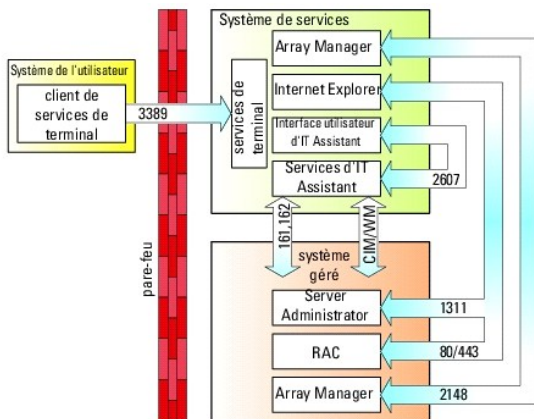 Système de l'utilisateur
client de
services de
terminal
3389
pare-feu
Système de services
services de
terminal
Array Manager
Internet Explorer
Interface utilisateur
d'IT Assistant
Services d'IT
Assistant
2607
161,162
CIM/WM
système
géré
Server
Administrator
1311
RAC
80/443
Array Manager
2148